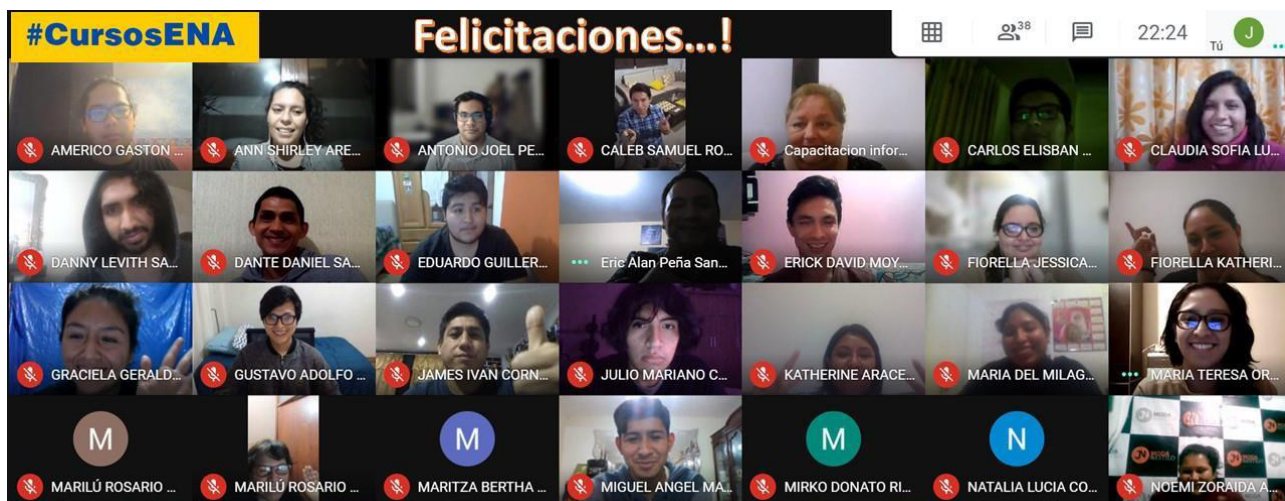 #CursosENA
Felicitaciones...!
38
22:24
Tú
J
AMERICO GASTÓN ...
ANN SHIRLEY ARE...
ANTONIO JOEL PE...
CALEB SAMUEL RO...
Capacitacion infor...
CARLOS ELISBAN ...
CLAUDIA SOFIA LU...
DANNY LEVITH SA...
DANTE DANIEL SA...
EDUARDO GUILLER...
Eric Alan Peña San...
ERICK DAVID MOY...
FIORELLA JESSICA...
FIORELLA KATHERI...
GRACIELA GERALD...
GUSTAVO ADOLFO ...
JAMES IVAN CORN...
JULIO MARIANO C...
KATHERINE ARACE...
MARIA DEL MILAG...
MARIA TERESA OR...
M
MARILÚ ROSARIO ...
MARILÚ ROSARIO ...
M
MARITZA BERTHA ...
MIGUEL ANGEL MA...
M
MIRKO DONATO RI...
N
NATALIA LUCIA CO...
JN
NOEMI ZORAIDA A...